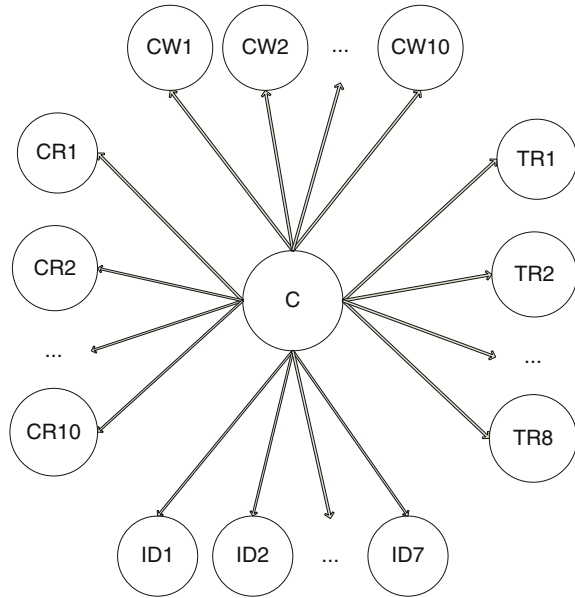 CW1 CW2 ... CW10
CR1
TR1
CR2
TR2
C
...
...
CR10
TR8
ID1 ID2 ... ID7